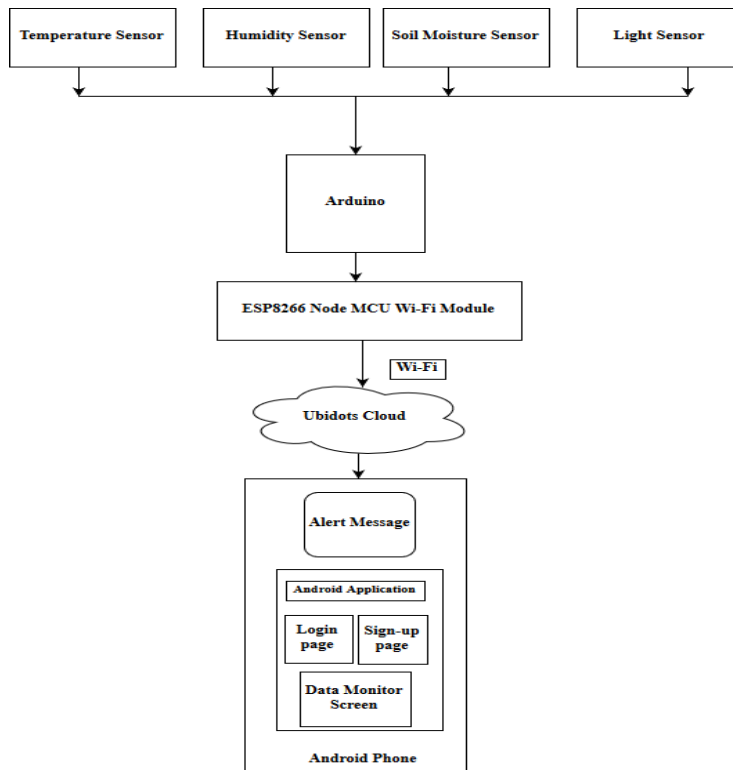 Temperature Sensor
Humidity Sensor
Soil Moisture Sensor
Light Sensor
Arduino
ESP8266 Node MCU Wi-Fi Module
Wi-Fi
Ubidots Cloud
Alert Message
Android Application
Login
page
Sign-up
page
Data Monitor
Screen
Android Phone